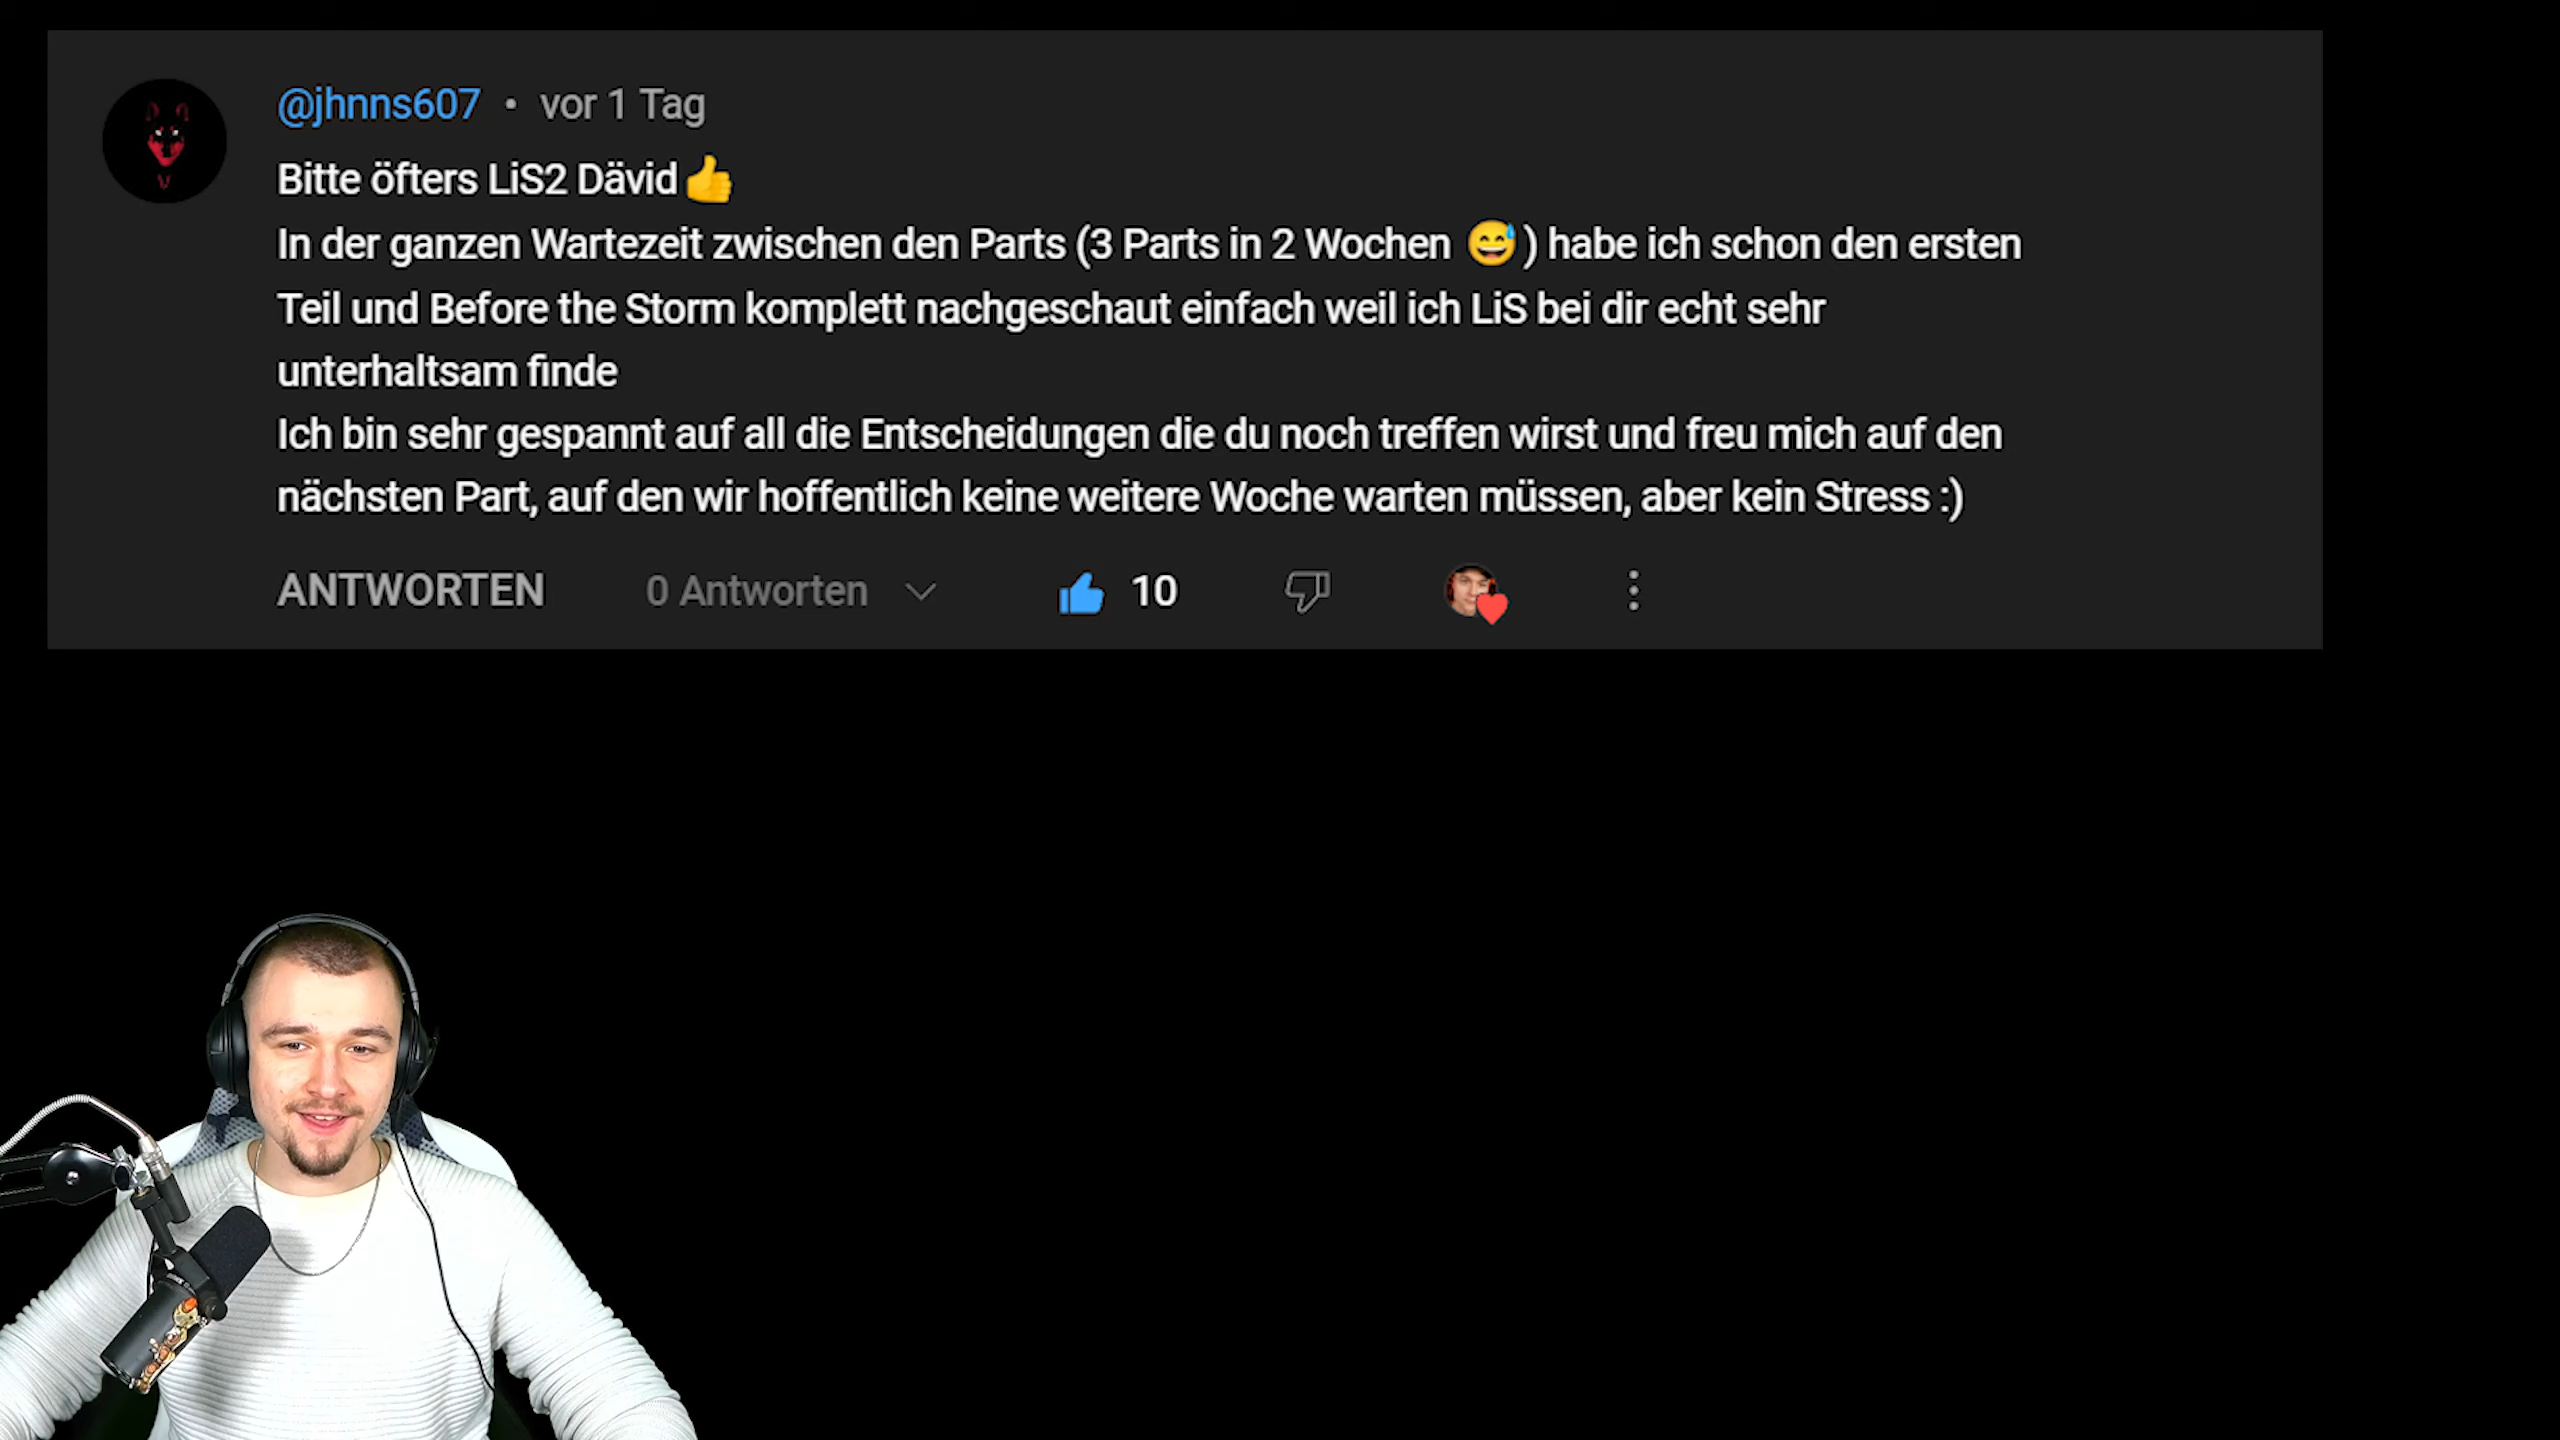 @jhnns607 • vor 1 Tag
Bitte öfters LiS2 Dävid👍
In der ganzen Wartezeit zwischen den Parts (3 Parts in 2 Wochen 😅) habe ich schon den ersten
Teil und Before the Storm komplett nachgeschaut einfach weil ich LiS bei dir echt sehr
unterhaltsam finde
Ich bin sehr gespannt auf all die Entscheidungen die du noch treffen wirst und freu mich auf den
nächsten Part, auf den wir hoffentlich keine weitere Woche warten müssen, aber kein Stress :)
ANTWORTEN 0 Antworten 10